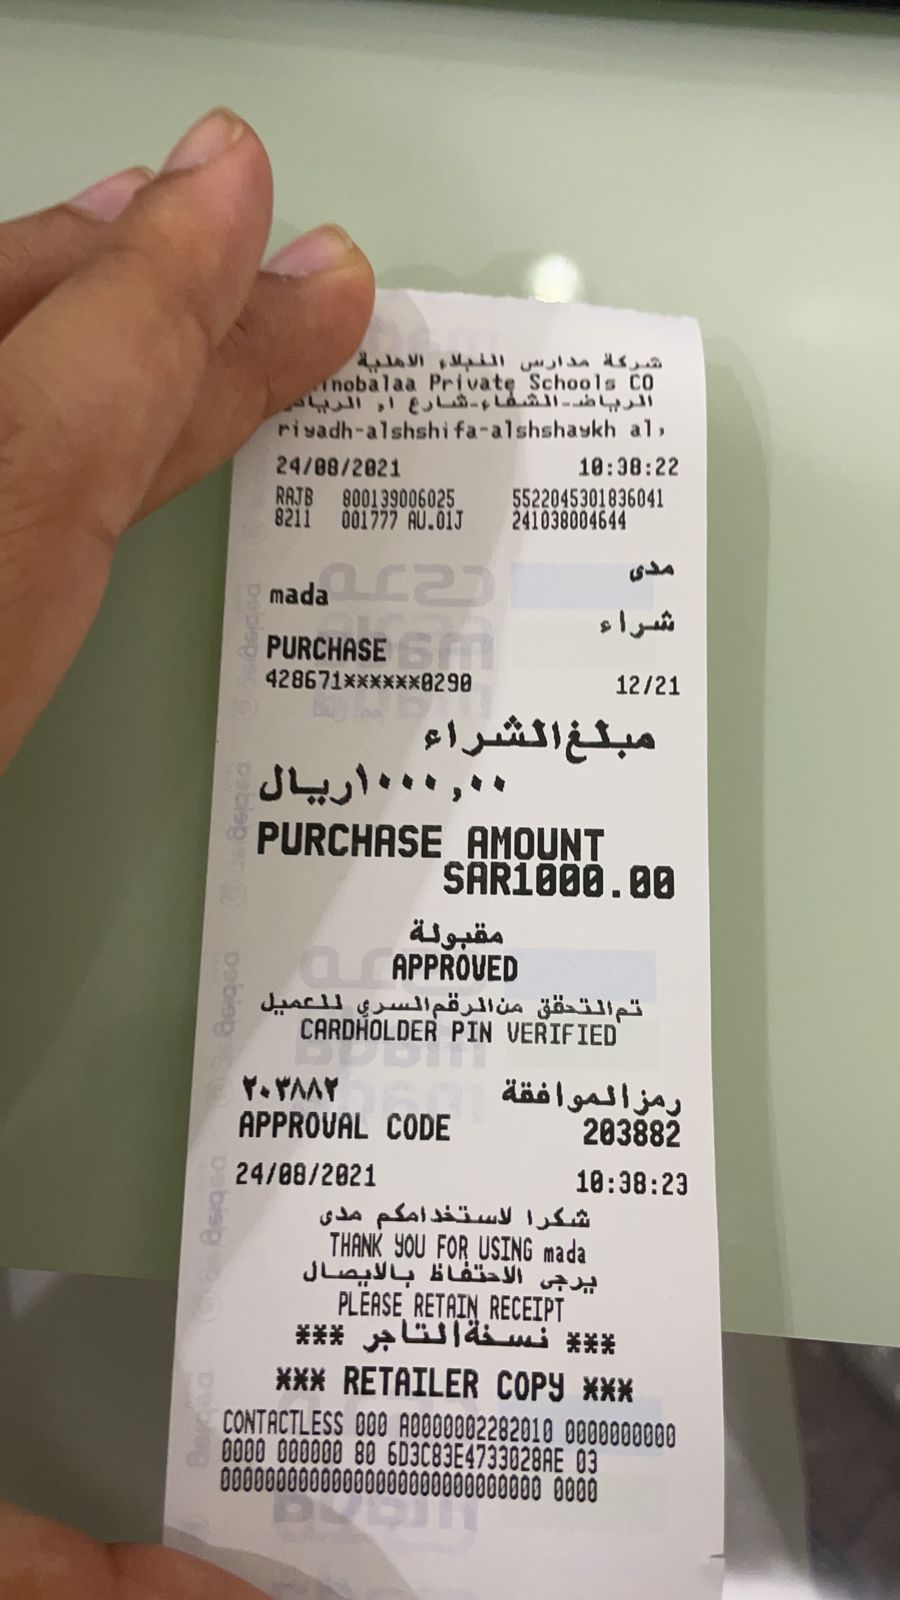 شركة مدارس النبلاء الاهلية
nobalaa Private Schools CO
الرياض-الشفاء-شارع ا, الرياض
riyadh-alshshifa-alshshaykh al,
24/08/2021 10:38:22
RAJB 800139006025 5522045301836041
8211 001777 AU.01J 241038004644
مدى
mada
شراء
PURCHASE
428671******0290 12/21
مبلغ الشراء
١٠٠٠,٠٠ ريال
PURCHASE AMOUNT
SAR1000.00
مقبولة
APPROVED
تم التحقق من الرقم السري للعميل
CARDHOLDER PIN VERIFIED
رمز الموافقة ٢٠٣٨٨٢
APPROVAL CODE 203882
24/08/2021 10:38:23
شكرا لاستخدامكم مدى
THANK YOU FOR USING mada
يرجى الاحتفاظ بالايصال
PLEASE RETAIN RECEIPT
*** نسخة التاجر ***
*** RETAILER COPY ***
CONTACTLESS 000 A0000002282010 0000000000
0000 000000 80 6D3C83E4733028AE 03
0000000000000000000000000000 0000